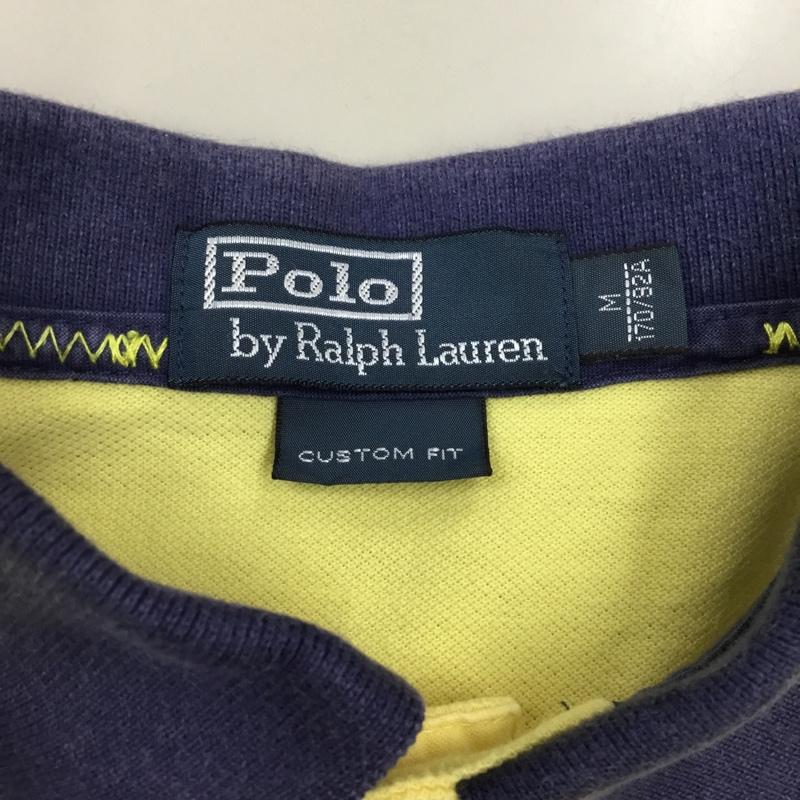 Polo
by Ralph Lauren
M
170/92A
CUSTOM FIT